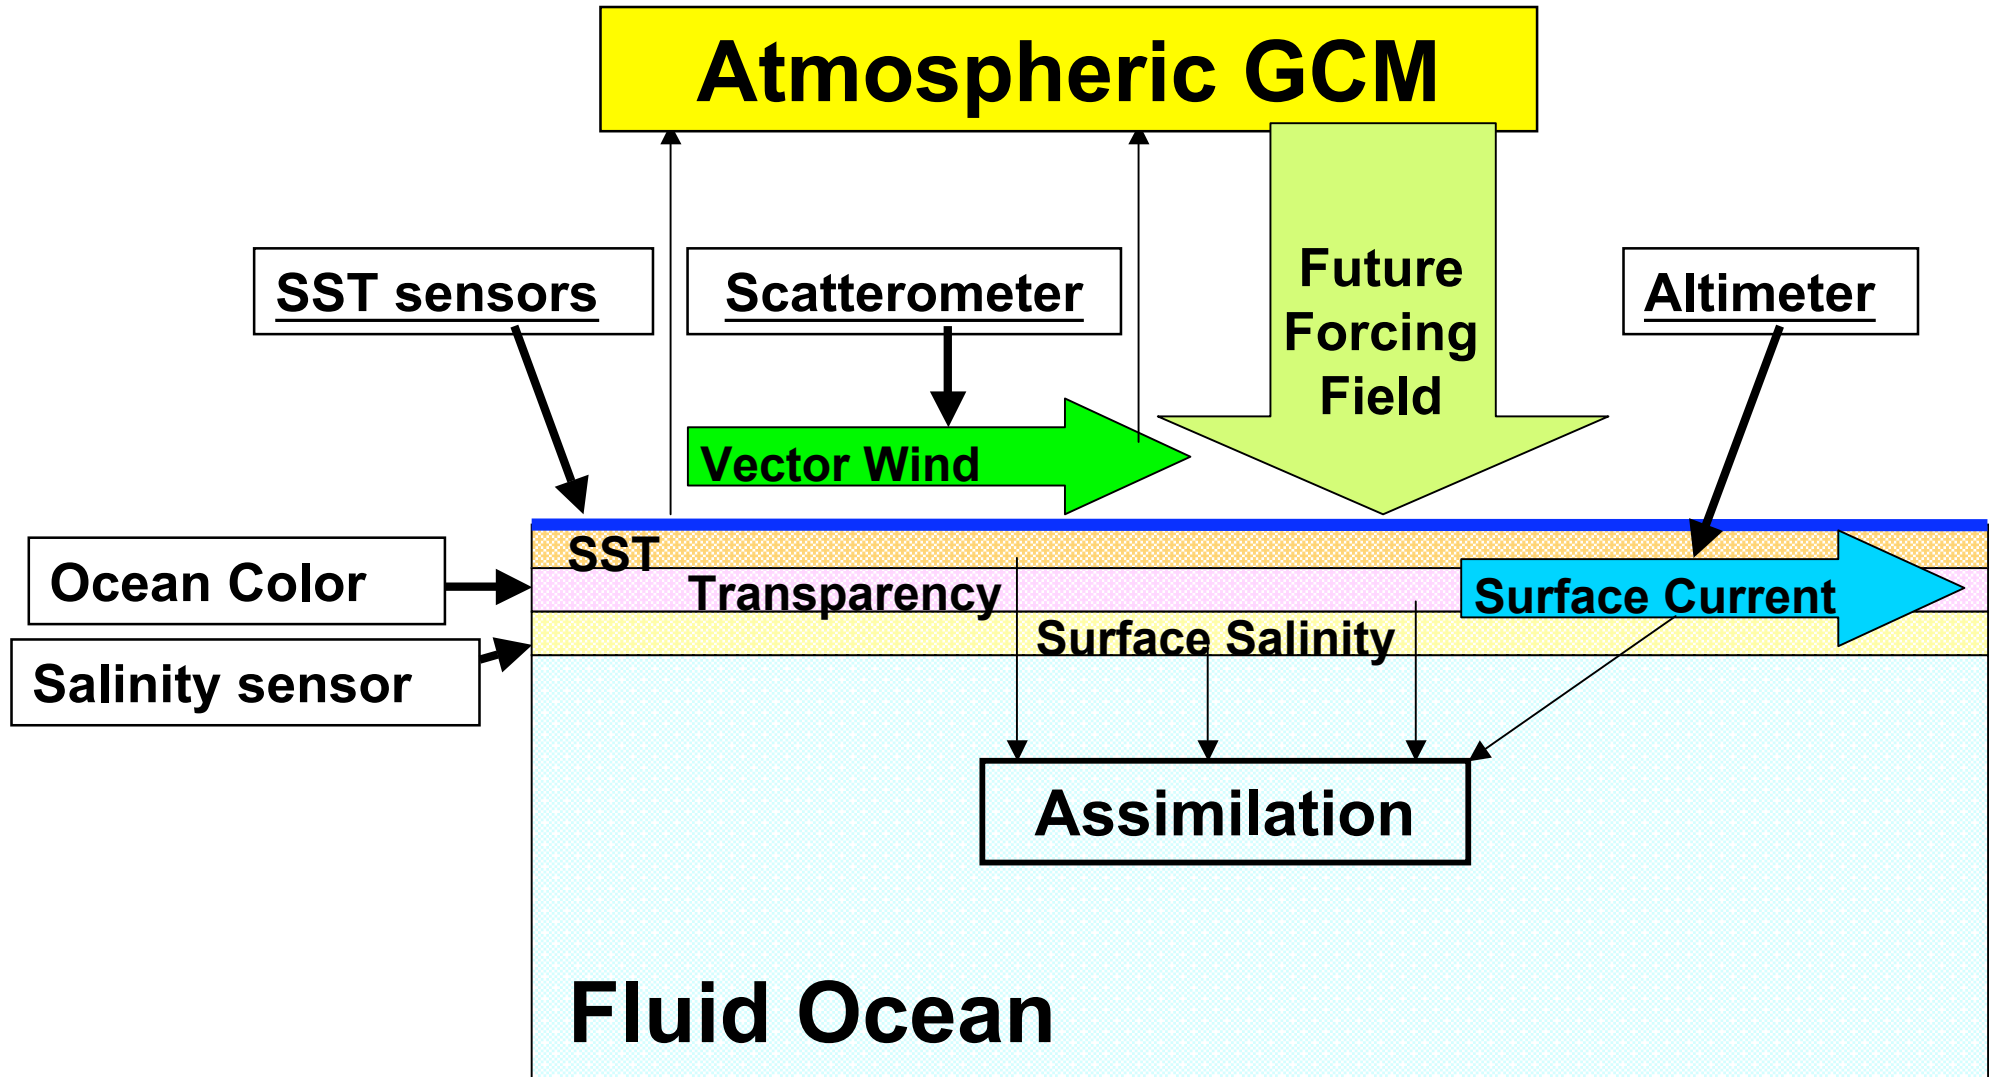 Atmospheric GCM
SST sensors
Scatterometer
Future
Forcing
Field
Altimeter
Vector Wind
SST
Ocean Color
Transparency
Surface Current
Surface Salinity
Salinity sensor
Assimilation
Fluid Ocean